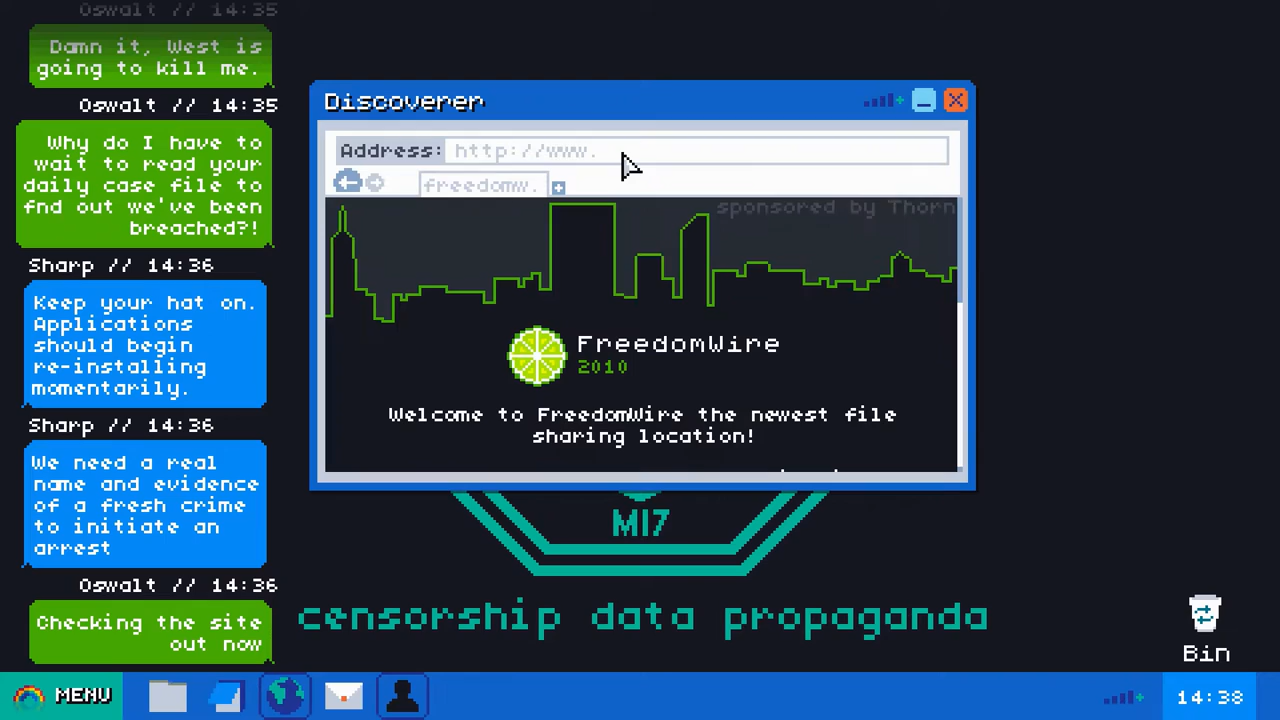 Oswalt // 14:35
Damn it, West is
going to kill me.
Oswalt // 14:35
Why do I have to
wait to read your
daily case file to
fnd out we've been
breached?!
Sharp // 14:36
Keep your hat on.
Applications
should begin
re-installing
momentarily.
Sharp // 14:36
We need a real
name and evidence
of a fresh crime
to initiate an
arrest
Oswalt // 14:36
Checking the site
out now
Discoverer
Address: http://www.
freedomw.
sponsored by Thorn
FreedomWire
2010
Welcome to FreedomWire the newest file
sharing location!
MI7
censorship data propaganda
Bin
MENU
14:38